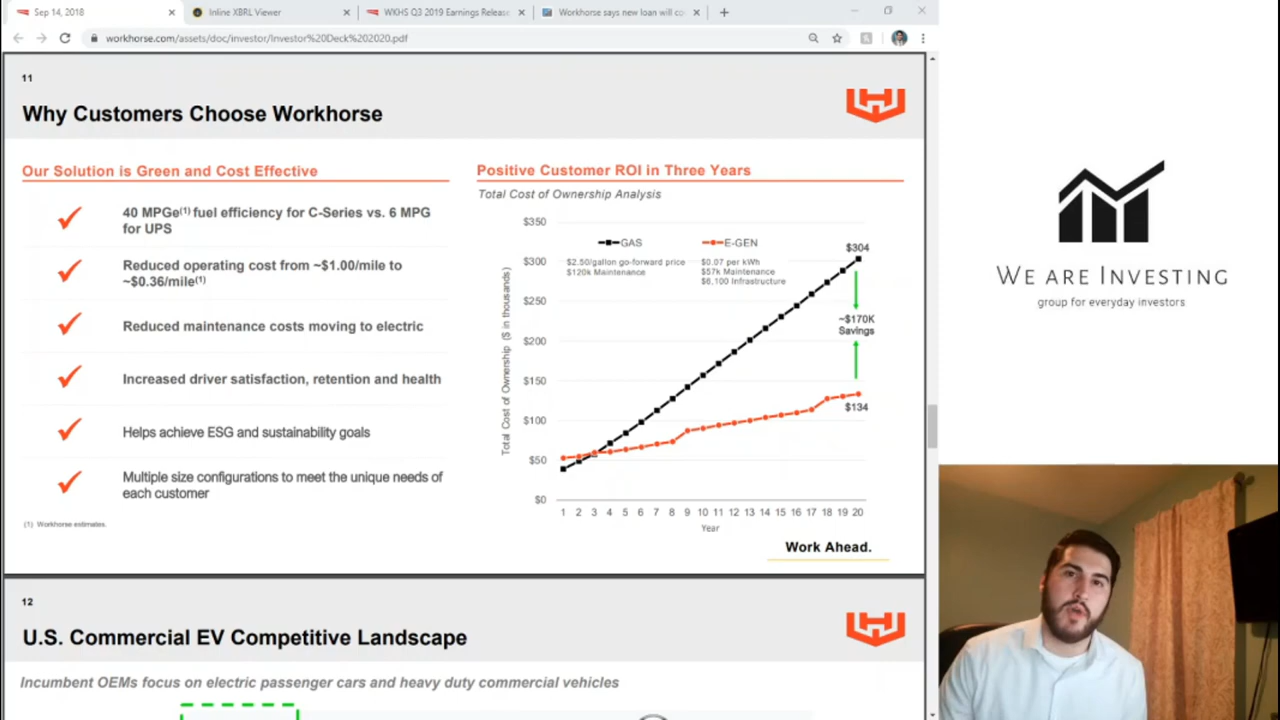 Sep 14, 2018
Inline XBRL Viewer
WKHS Q3 2019 Earnings Release
Workhorse says new loan will co
workhorse.com/assets/doc/investor/Investor%20Deck%202020.pdf
11
Why Customers Choose Workhorse
Our Solution is Green and Cost Effective
40 MPGe(1) fuel efficiency for C-Series vs. 6 MPG
for UPS
Reduced operating cost from ~$1.00/mile to
~$0.36/mile(1)
Reduced maintenance costs moving to electric
Increased driver satisfaction, retention and health
Helps achieve ESG and sustainability goals
Multiple size configurations to meet the unique needs of
each customer
(1) Workhorse estimates.
Positive Customer ROI in Three Years
Total Cost of Ownership Analysis
Total Cost of Ownership ($ in thousands)
$350
$300
$250
$200
$150
$100
$50
$0
GAS
$2.50/gallon go-forward price
$120k Maintenance
E-GEN
$0.07 per kWh
$57k Maintenance
$6,100 Infrastructure
$304
~$170K
Savings
$134
1 2 3 4 5 6 7 8 9 10 11 12 13 14 15 16 17 18 19 20
Year
Work Ahead.
12
U.S. Commercial EV Competitive Landscape
Incumbent OEMs focus on electric passenger cars and heavy duty commercial vehicles
WE ARE INVESTING
group for everyday investors